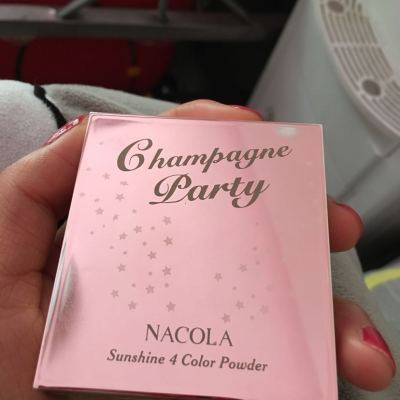 Champagne
Party
NACOLA
Sunshine 4 Color Powder